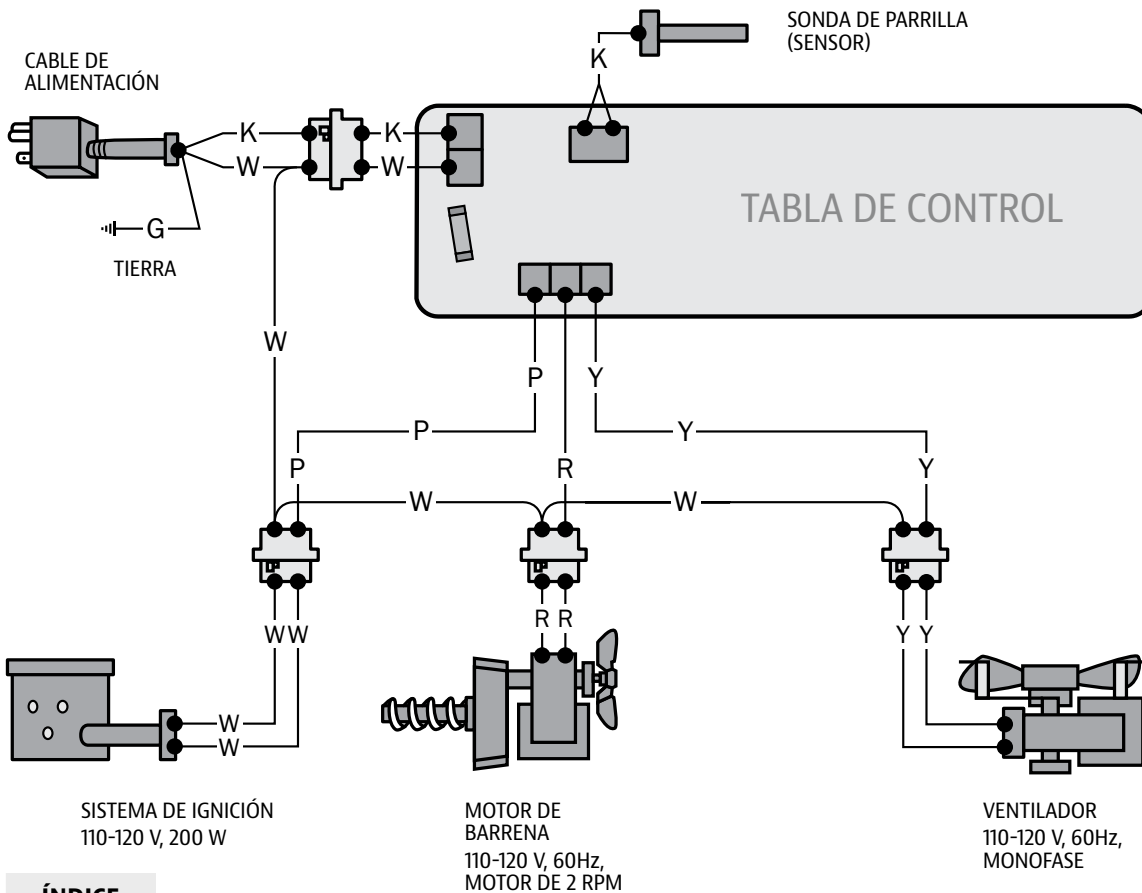 SONDA DE PARRILLA
(SENSOR)
CABLE DE
ALIMENTACIÓN
K
K
K
W
W
TABLA DE CONTROL
G
TIERRA
W
P
Y
P
Y
P
R
Y
W
W
W W
R R
Y Y
W
W
SISTEMA DE IGNICIÓN
110-120 V, 200 W
MOTOR DE
BARRENA
110-120 V, 60Hz,
MOTOR DE 2 RPM
VENTILADOR
110-120 V, 60Hz,
MONOFASE
ÍNDICE